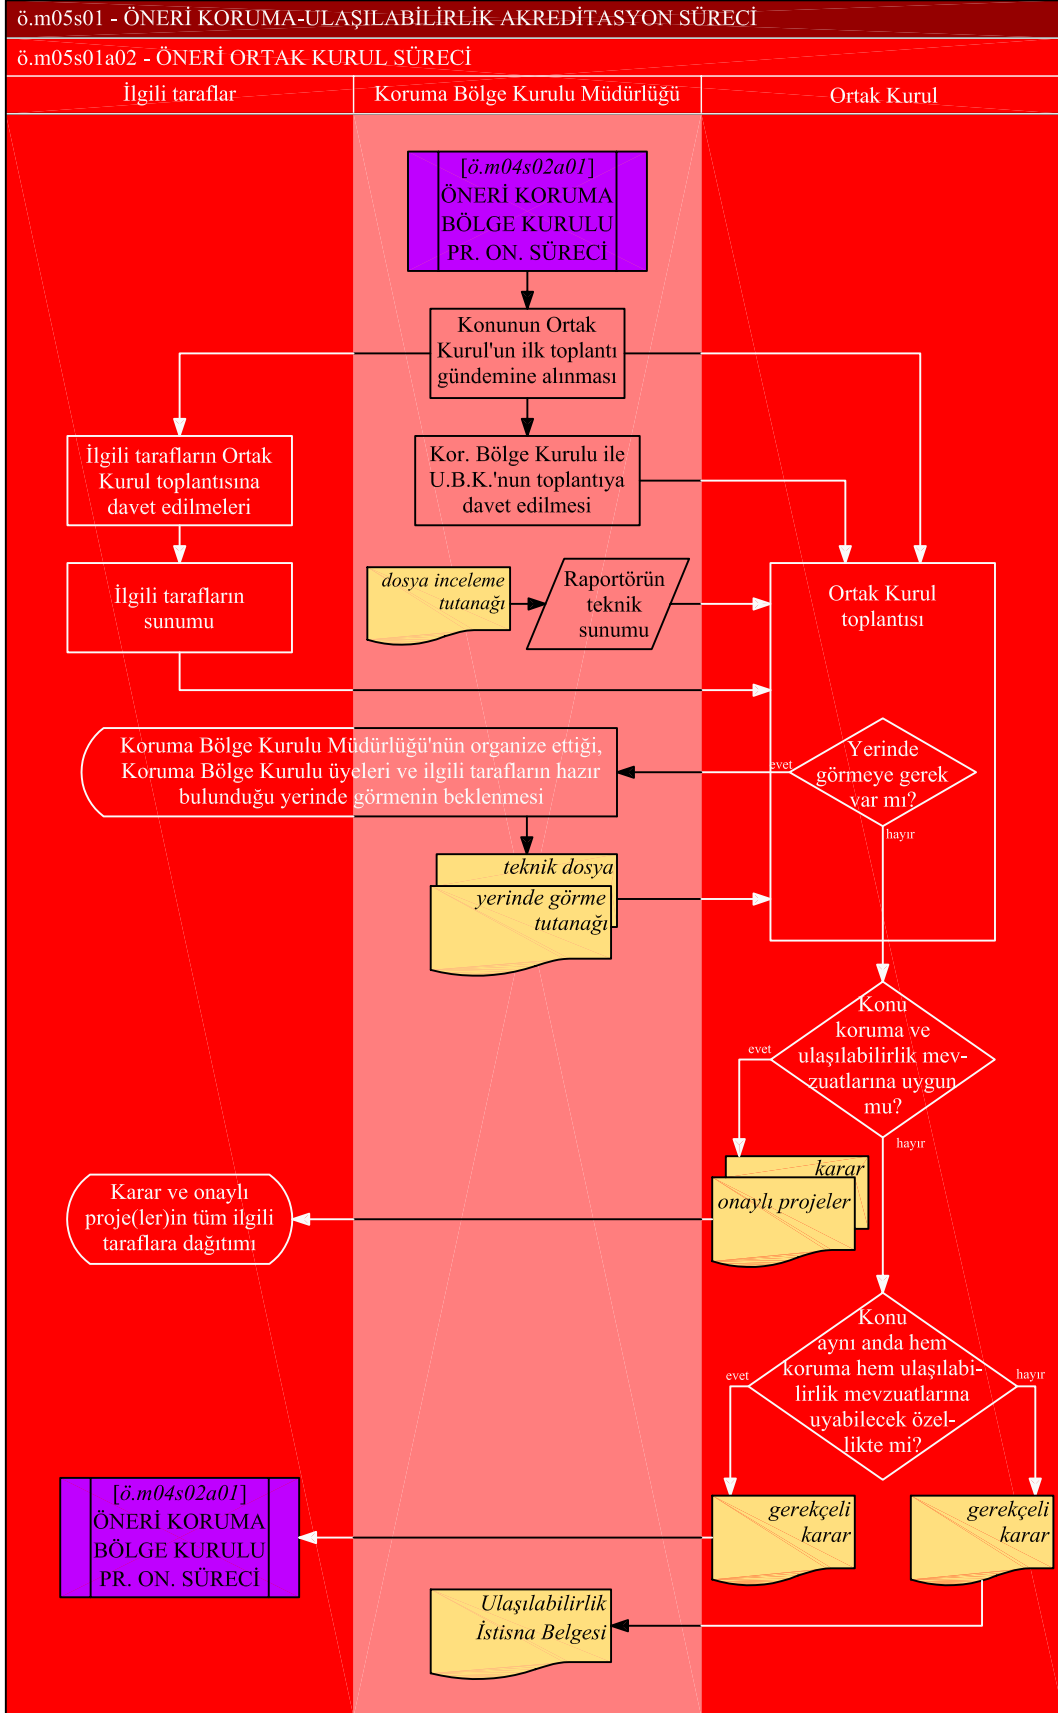 ö.m05s01 - ÖNERİ KORUMA-ULAŞILABİLİRLİK AKREDİTASYON SÜRECİ
ö.m05s01a02 - ÖNERİ ORTAK KURUL SÜRECİ
İlgili taraflar
Koruma Bölge Kurulu Müdürlüğü
Ortak Kurul
[ö.m04s02a01]
ÖNERİ KORUMA
BÖLGE KURULU
PR. ON. SÜRECİ
Konunun Ortak
Kurul'un ilk toplantı
gündemine alınması
İlgili tarafların Ortak
Kurul toplantısına
davet edilmeleri
Kor. Bölge Kurulu ile
U.B.K.'nun toplantıya
davet edilmesi
İlgili tarafların
sunumu
dosya inceleme
tutanağı
Raportörün
teknik
sunumu
Ortak Kurul
toplantısı
Koruma Bölge Kurulu Müdürlüğü'nün organize ettiği,
Koruma Bölge Kurulu üyeleri ve ilgili tarafların hazır
bulunduğu yerinde görmenin beklenmesi
evet
Yerinde
görmeye gerek
var mı?
hayır
teknik dosya
yerinde görme
tutanağı
Konu
koruma ve
ulaşılabilirlik mev-
zuatlarına uygun
mu?
evet
hayır
karar
onaylı projeler
Karar ve onaylı
proje(ler)in tüm ilgili
taraflara dağıtımı
Konu
aynı anda hem
koruma hem ulaşılabi-
lirlik mevzuatlarına
uyabilecek özel-
likte mi?
evet
hayır
[ö.m04s02a01]
ÖNERİ KORUMA
BÖLGE KURULU
PR. ON. SÜRECİ
gerekçeli
karar
gerekçeli
karar
Ulaşılabilirlik
İstisna Belgesi